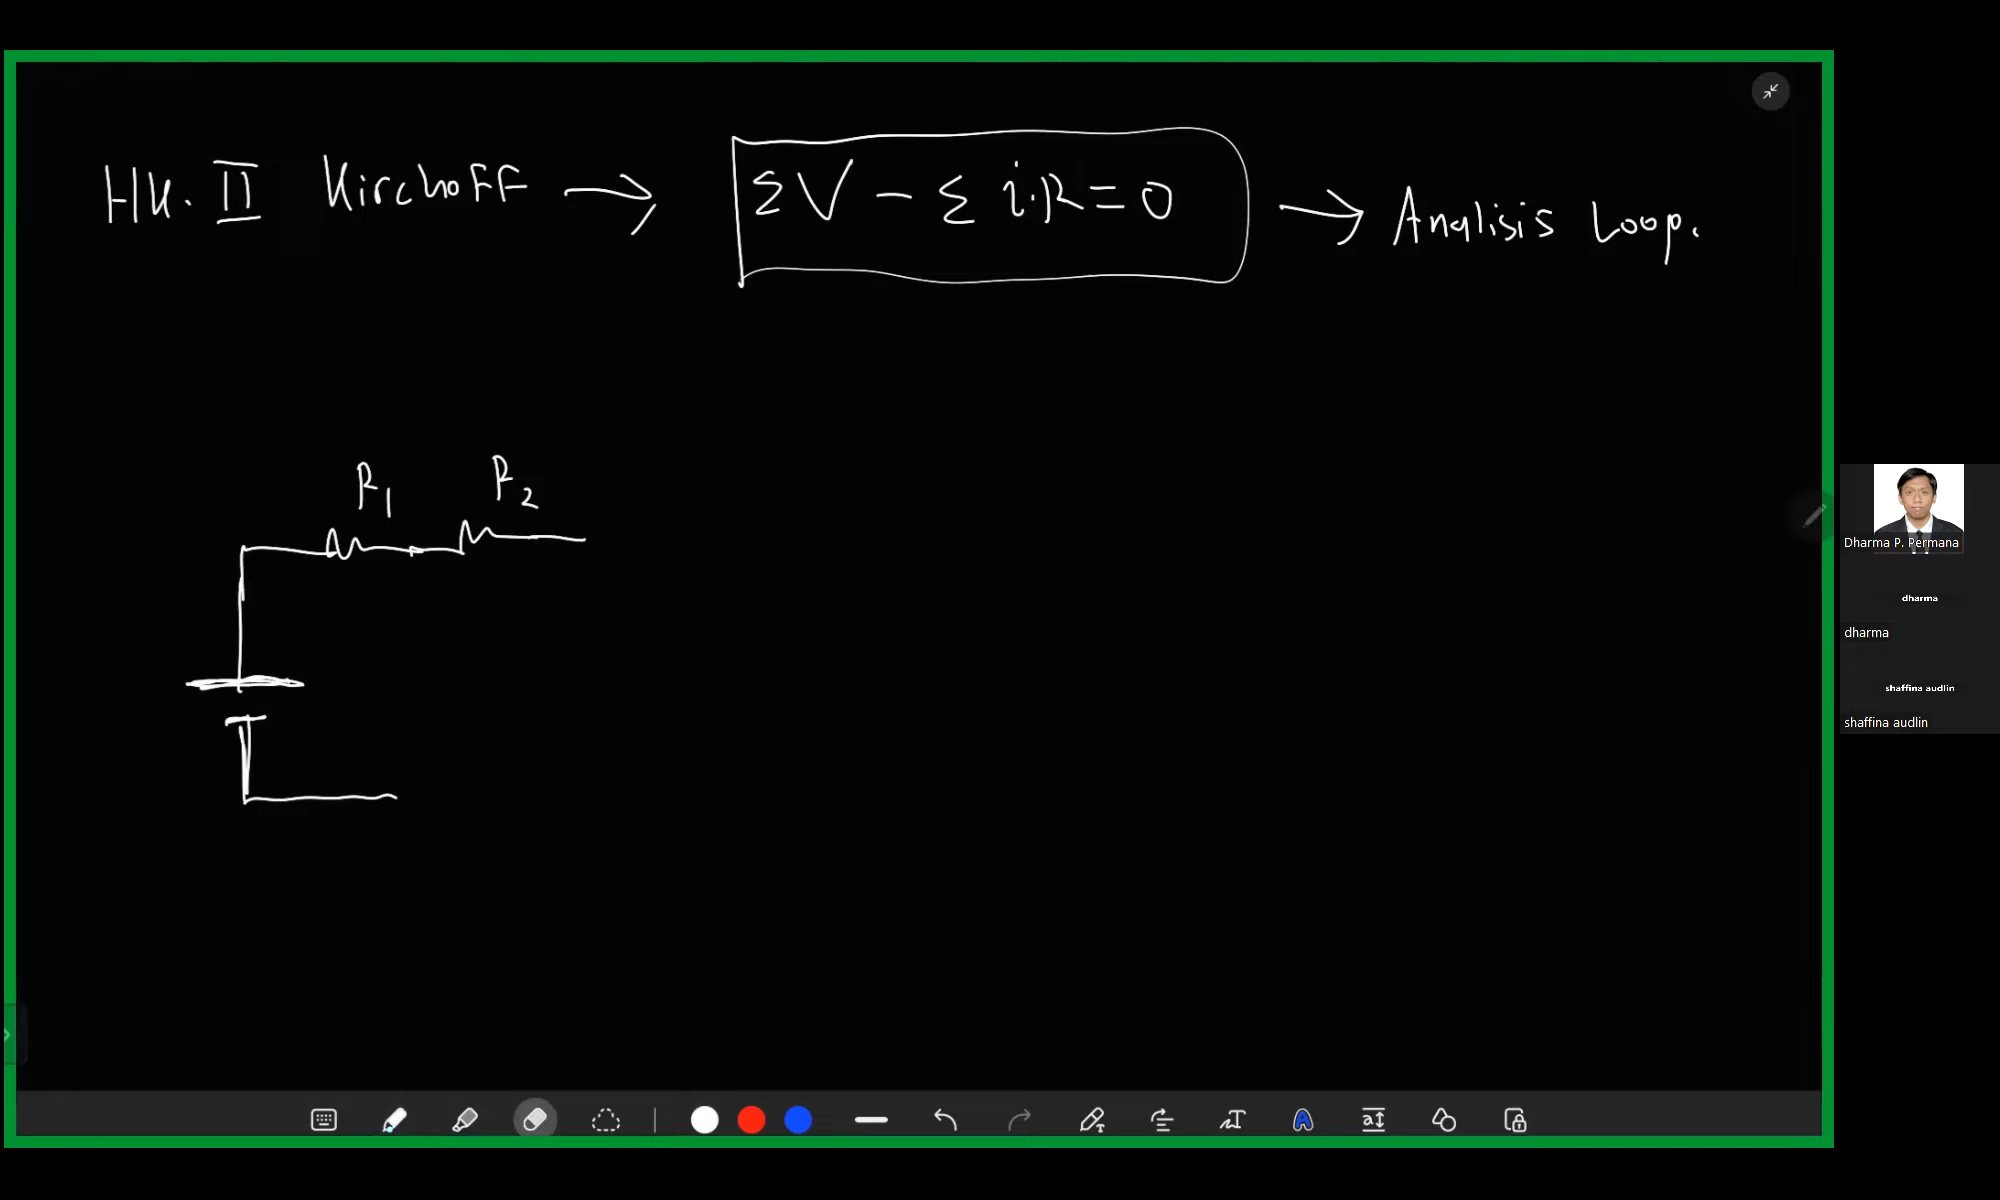 HK. II Kirchoff → ΣV - Σ i.R = 0 → Analisis Loop.
R1 R2
Dharma P. Permana
dharma
dharma
shaffina audlin
shaffina audlin